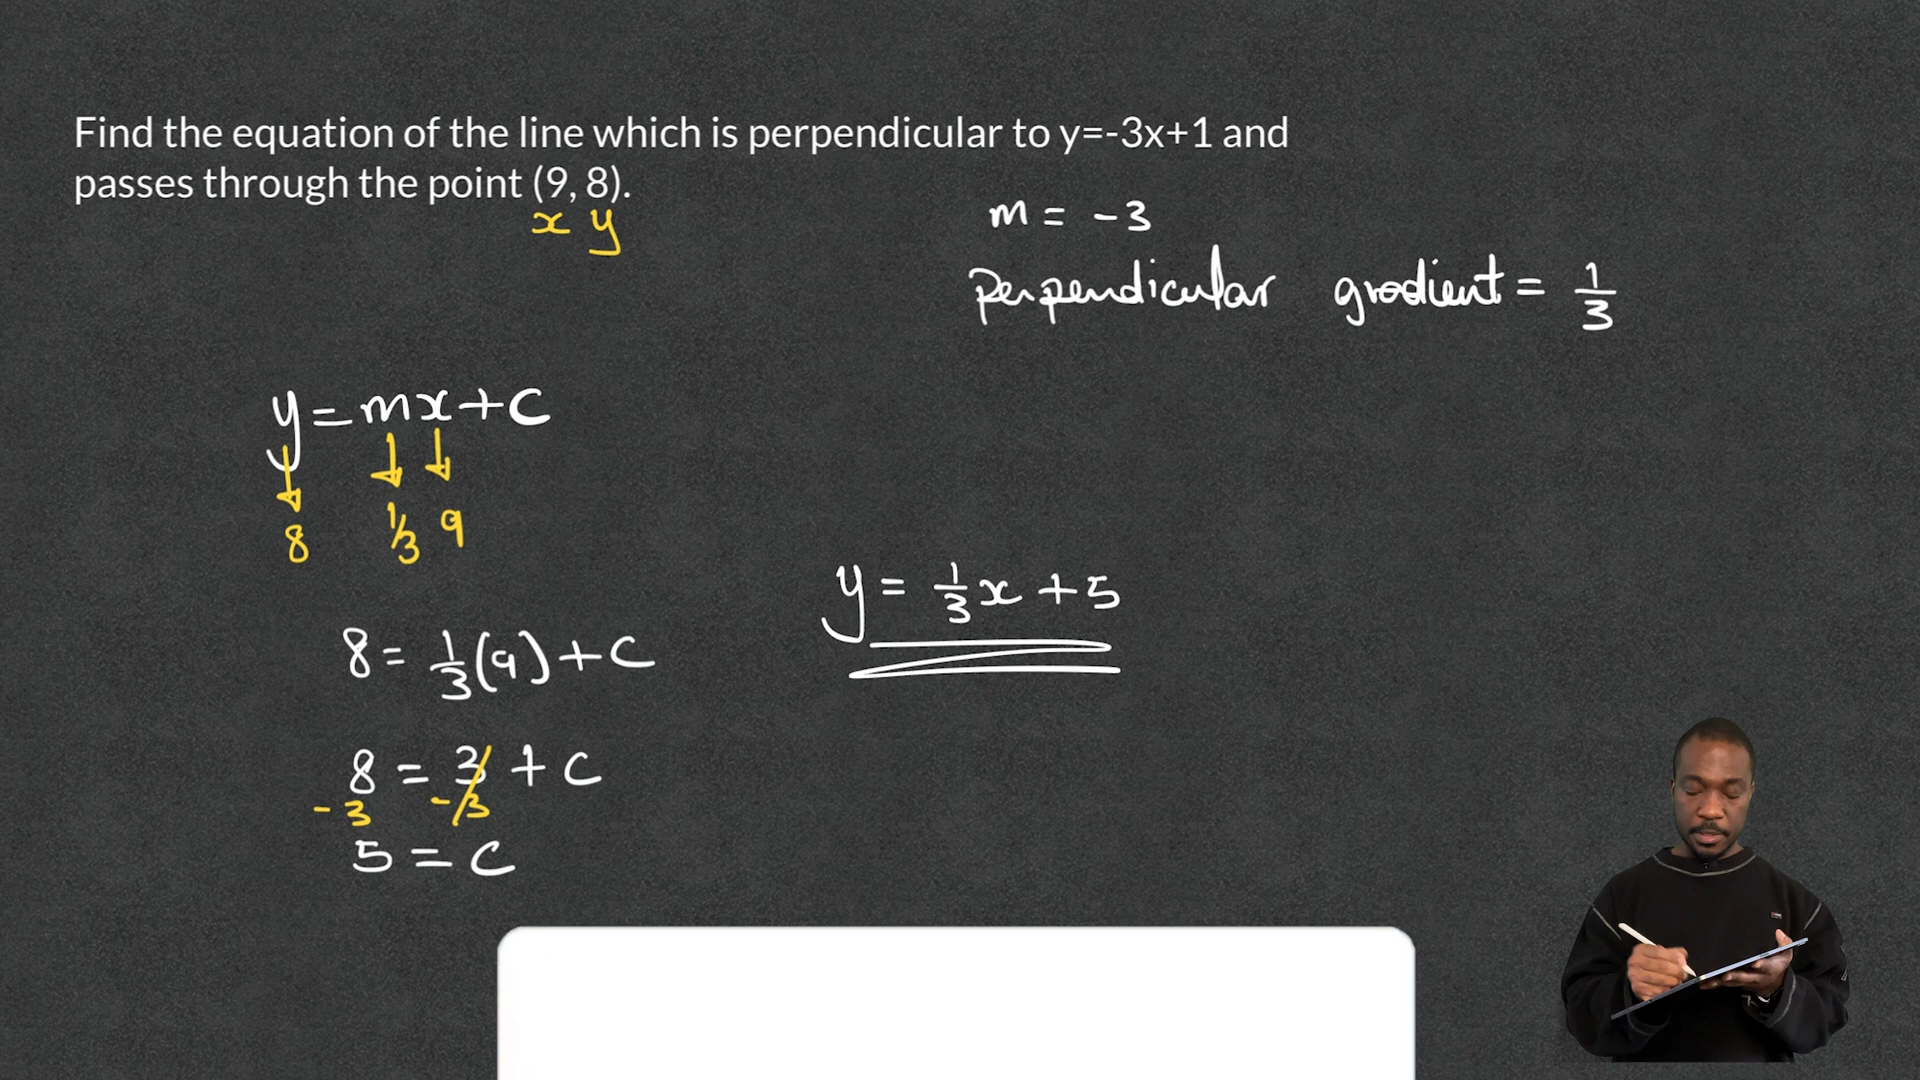 Find the equation of the line which is perpendicular to y=-3x+1 and
passes through the point (9, 8).
x y
m = -3
perpendicular gradient = 1/3
y = mx + c
8 1/3 9
8 = 1/3(9) + c
8 = 3 + c
-3 -3
5 = c
y = 1/3x + 5